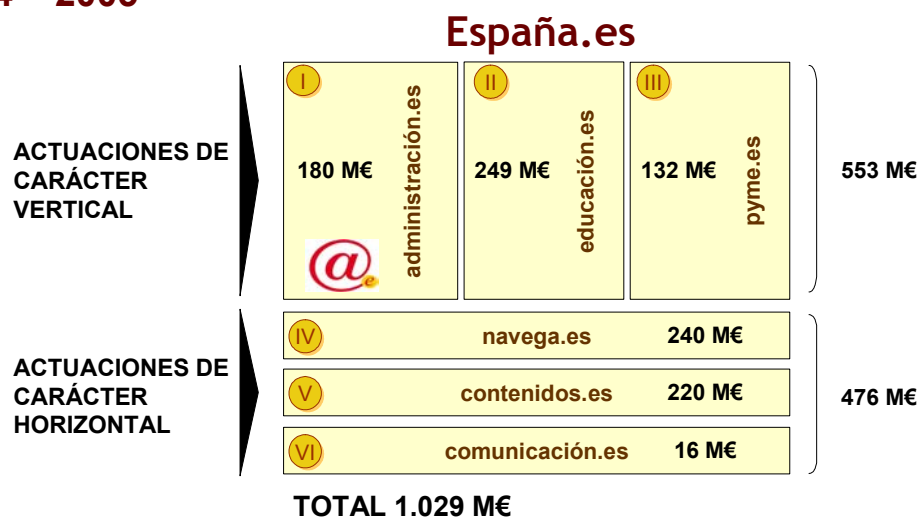 España.es
I
II
III
ACTUACIONES DE
CARÁCTER
VERTICAL
180 M€
administración.es
249 M€
educación.es
132 M€
pyme.es
553 M€
@e
ACTUACIONES DE
CARÁCTER
HORIZONTAL
IV
navega.es
240 M€
V
contenidos.es
220 M€
476 M€
VI
comunicación.es
16 M€
TOTAL 1.029 M€